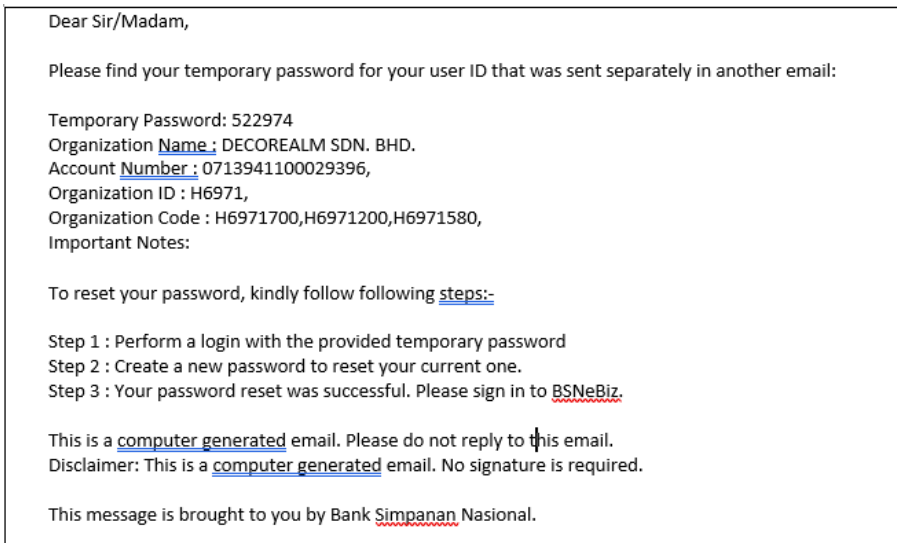 Dear Sir/Madam,
Please find your temporary password for your user ID that was sent separately in another email:
Temporary Password: 522974
Organization Name : DECOREALM SDN. BHD.
Account Number : 0713941100029396,
Organization ID : H6971,
Organization Code : H6971700,H6971200,H6971580,
Important Notes:
To reset your password, kindly follow following steps:-
Step 1 : Perform a login with the provided temporary password
Step 2 : Create a new password to reset your current one.
Step 3 : Your password reset was successful. Please sign in to BSNeBiz.
This is a computer generated email. Please do not reply to this email.
Disclaimer: This is a computer generated email. No signature is required.
This message is brought to you by Bank Simpanan Nasional.